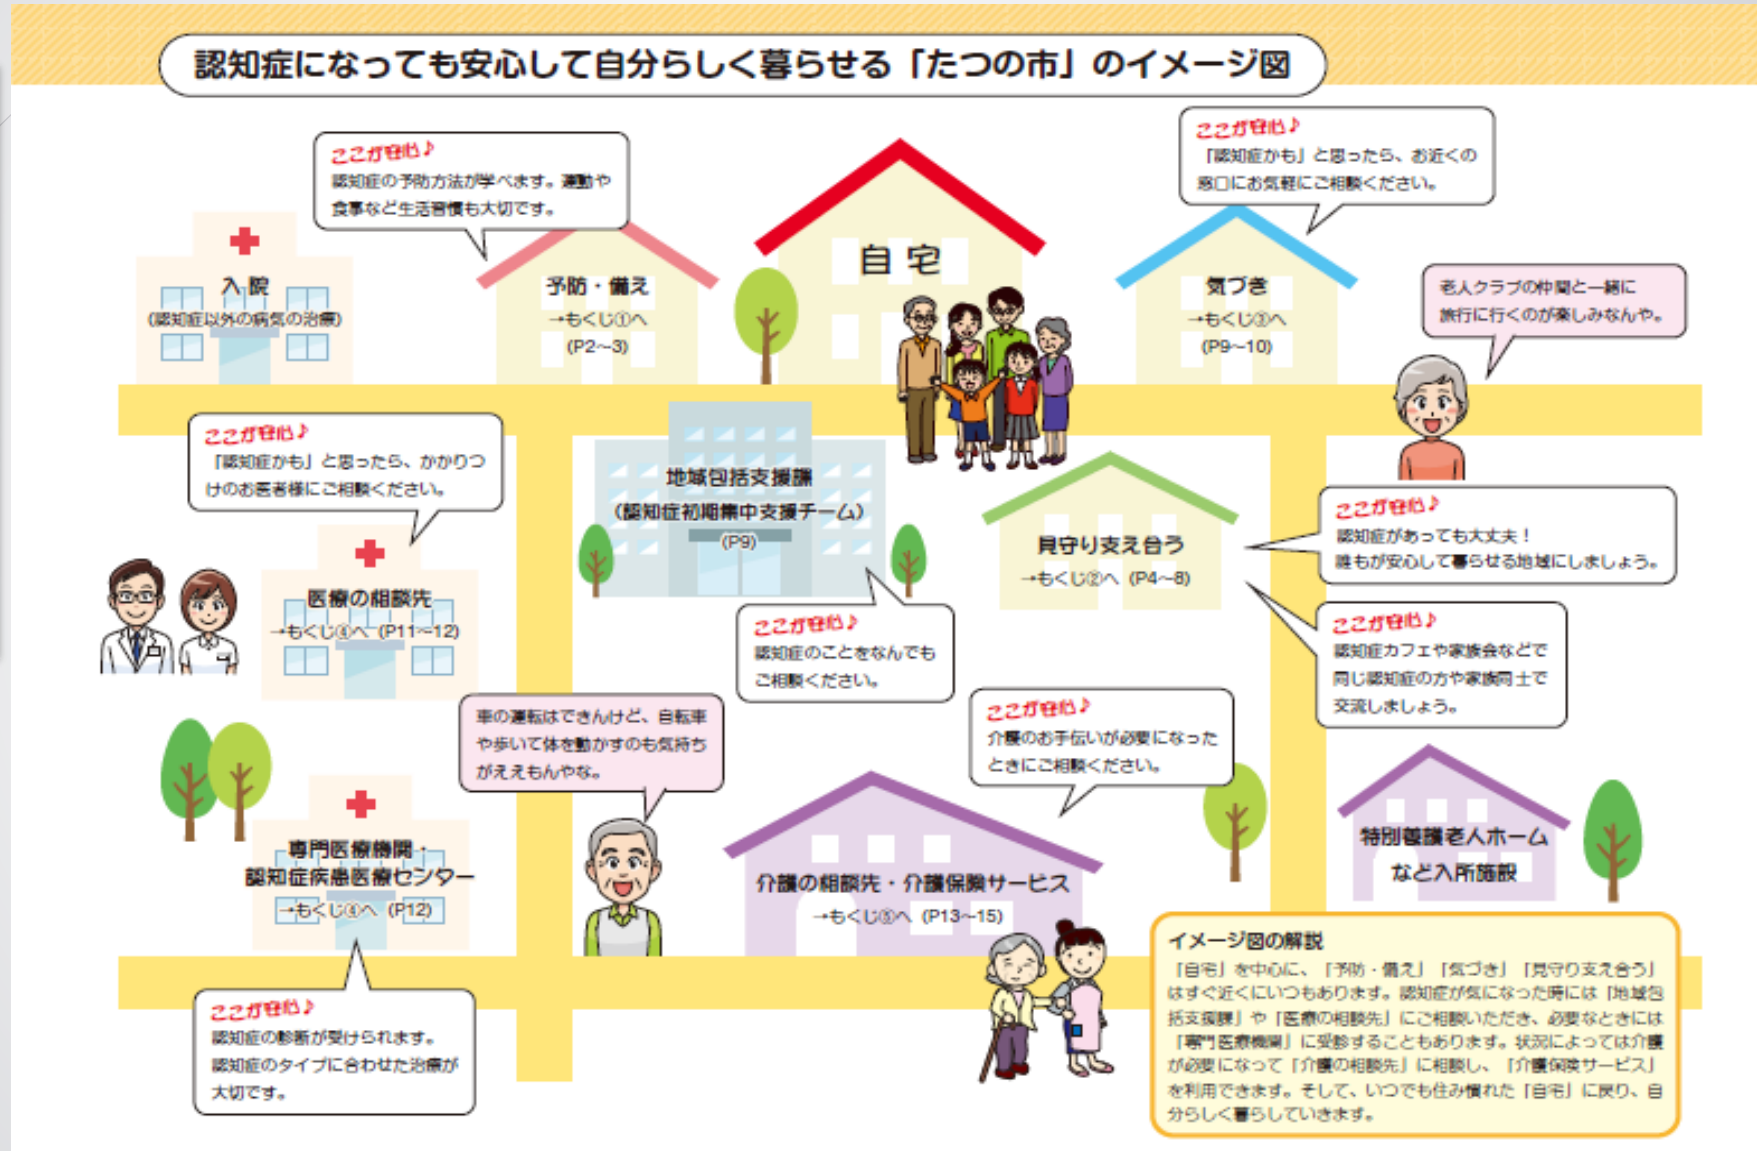 認知症になっても安心して自分らしく暮らせる「たつの市」のイメージ図
ここが安心♪
認知症の予防方法が学べます。運動や
食事など生活習慣も大切です。
ここが安心♪
「認知症かも」と思ったら、お近くの
窓口にお気軽にご相談ください。
入院
(認知症以外の病気の治療)
予防・備え
→もくじ①へ
(P2～3)
自宅
気づき
→もくじ③へ
(P9～10)
老人クラブの仲間と一緒に
旅行に行くのが楽しみなんや。
ここが安心♪
「認知症かも」と思ったら、かかりつ
けのお医者様にご相談ください。
地域包括支援課
(認知症初期集中支援チーム)
(P9)
見守り支え合う
→もくじ②へ (P4～8)
ここが安心♪
認知症があっても大丈夫！
誰もが安心して暮らせる地域にしましょう。
医療の相談先
→もくじ④へ (P11～12)
ここが安心♪
認知症のことをなんでも
ご相談ください。
ここが安心♪
認知症カフェや家族会などで
同じ認知症の方や家族同士で
交流しましょう。
車の運転はできんけど、自転車
や歩いて体を動かすのも気持ち
がええもんやな。
ここが安心♪
介護のお手伝いが必要になった
ときにご相談ください。
専門医療機関・
認知症疾患医療センター
→もくじ④へ (P12)
介護の相談先・介護保険サービス
→もくじ⑤へ (P13～15)
特別養護老人ホーム
など入所施設
ここが安心♪
認知症の診断が受けられます。
認知症のタイプに合わせた治療が
大切です。
イメージ図の解説
「自宅」を中心に、「予防・備え」「気づき」「見守り支え合う」
はすぐ近くにいつもあります。認知症が気になった時には「地域包
括支援課」や「医療の相談先」にご相談いただき、必要なときには
「専門医療機関」に受診することもあります。状況によっては介護
が必要になって「介護の相談先」に相談し、「介護保険サービス」
を利用できます。そして、いつでも住み慣れた「自宅」に戻り、自
分らしく暮らしていきます。